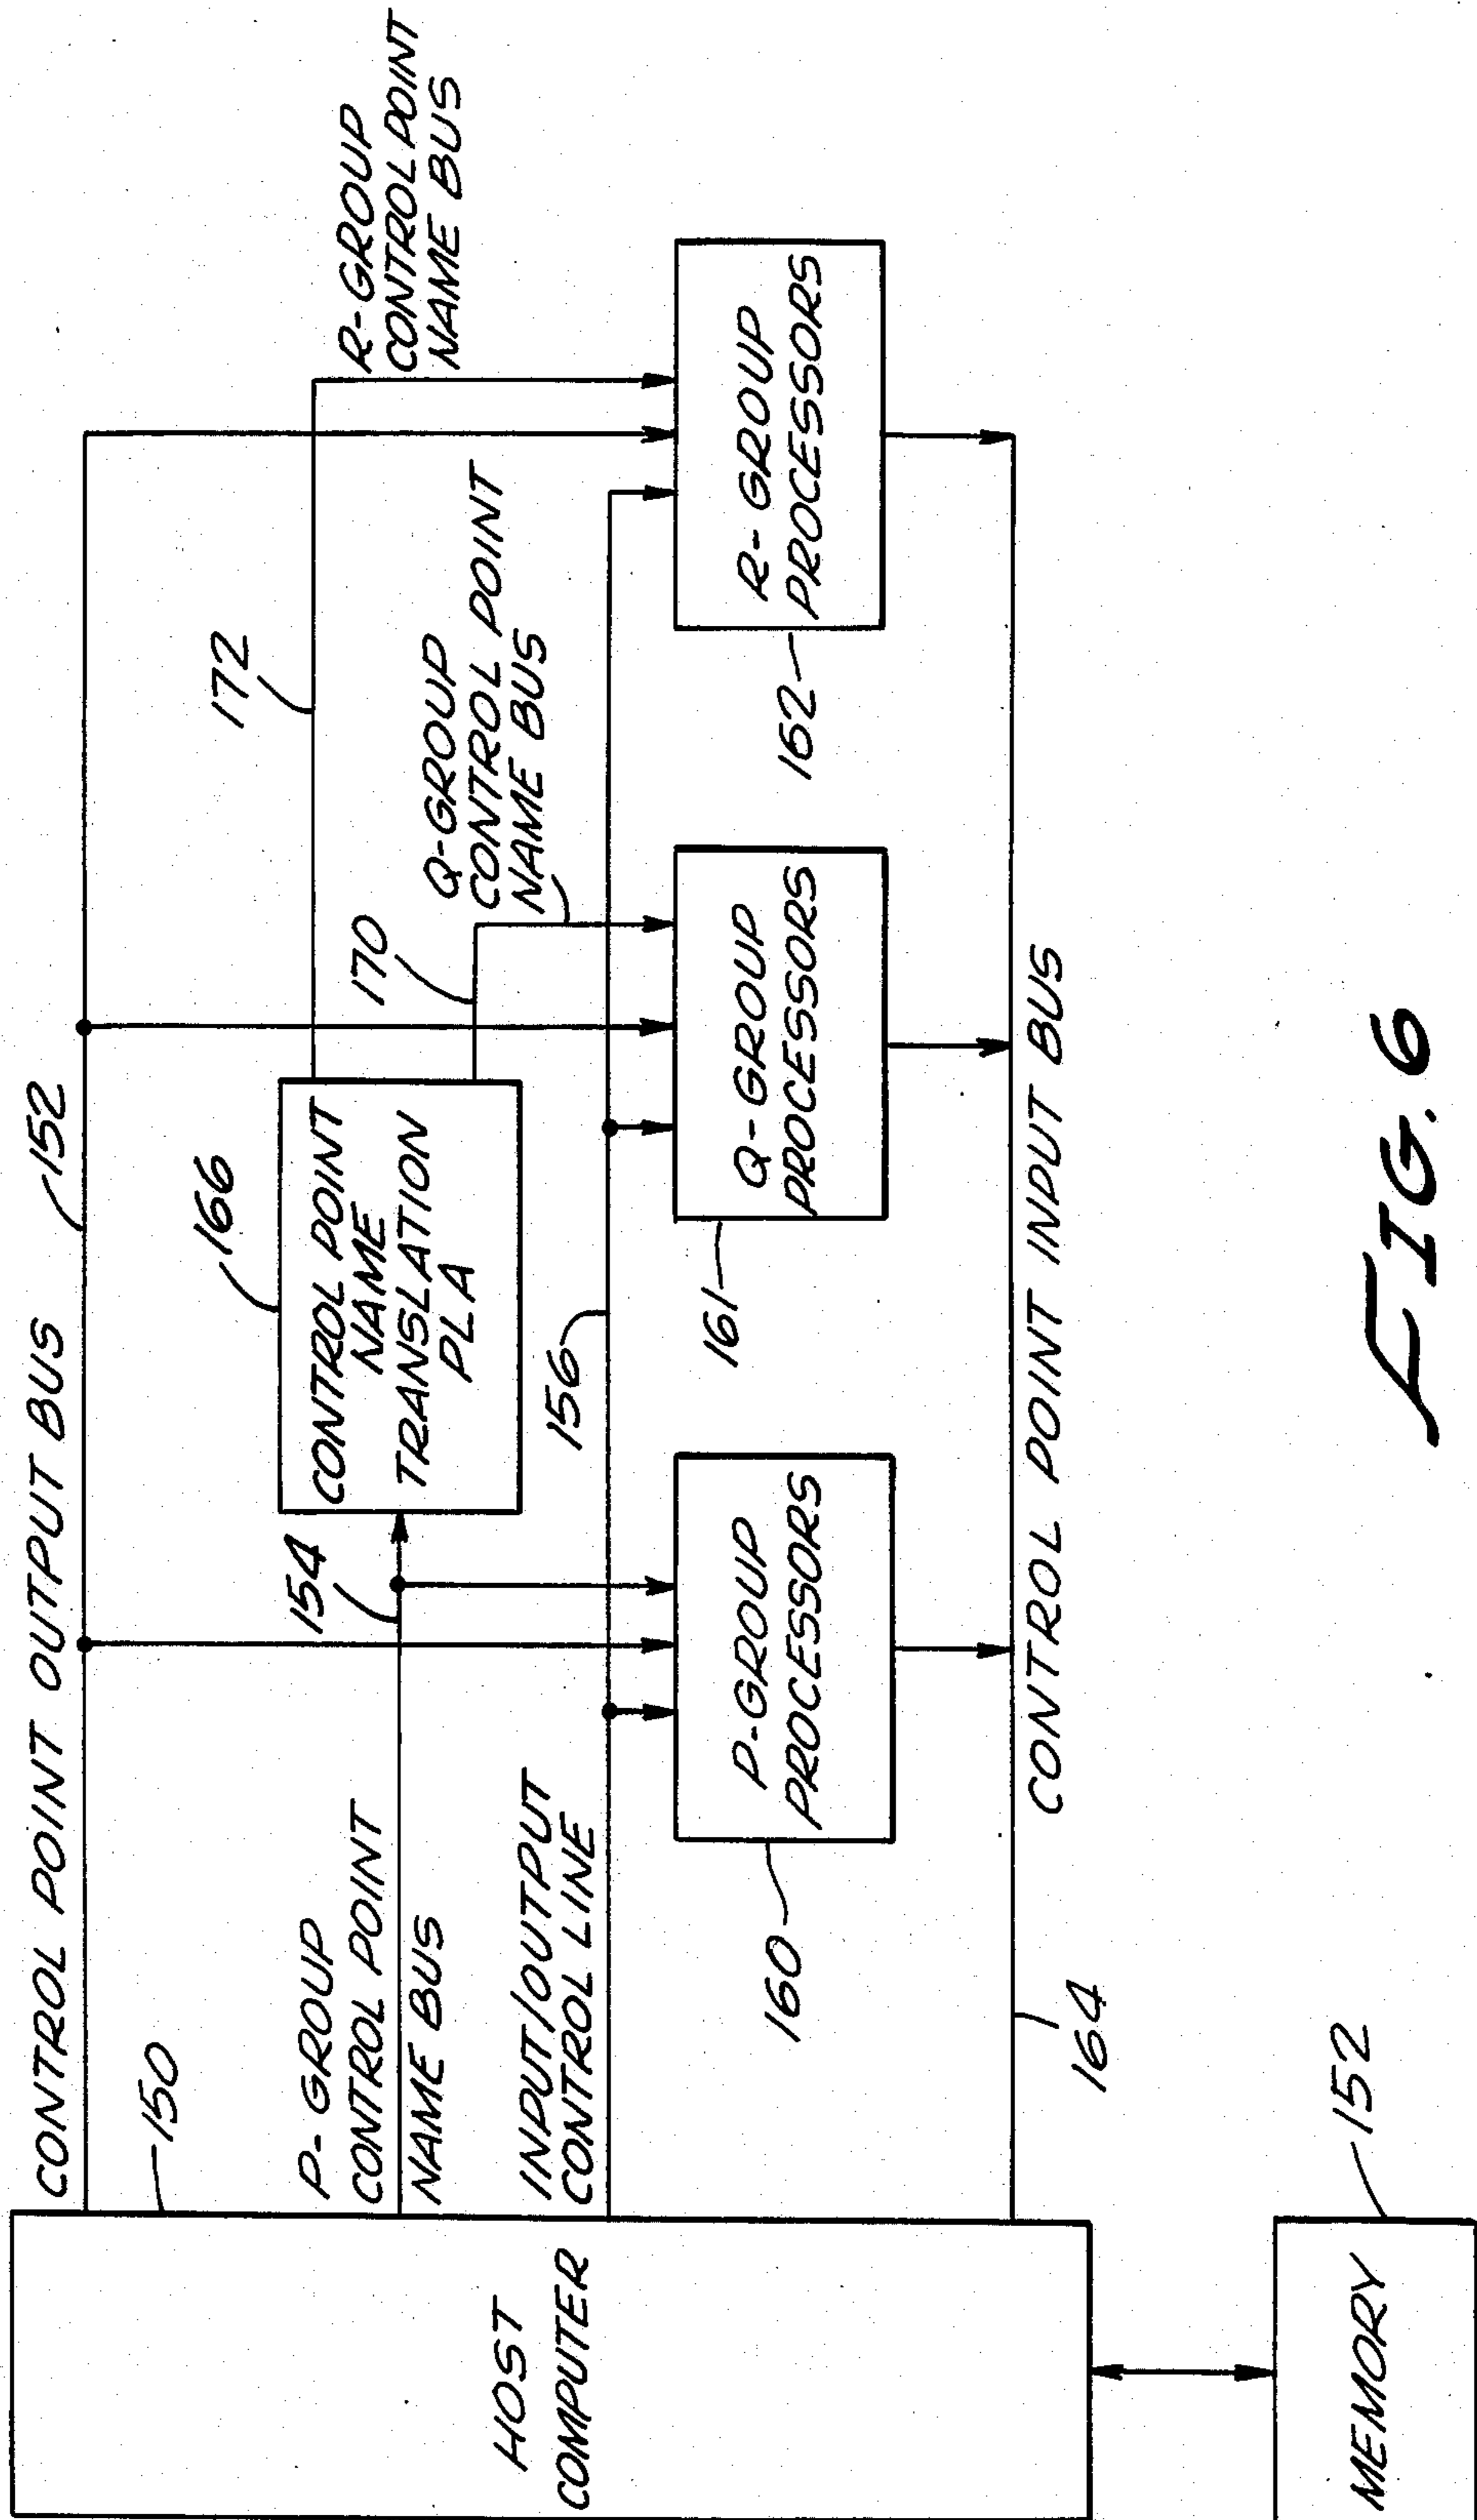 CONTROL POINT OUTPUT BUS
152
150
166
172
R-GROUP
CONTROL POINT
NAME BUS
P-GROUP
CONTROL POINT
NAME BUS
154
CONTROL POINT
NAME
TRANSLATION
PLA
170
Q-GROUP
CONTROL POINT
NAME BUS
HOST
COMPUTER
INPUT/OUTPUT
CONTROL LINE
156
P-GROUP
PROCESSORS
Q-GROUP
PROCESSORS
R-GROUP
PROCESSORS
160
161
162
CONTROL POINT INPUT BUS
164
MEMORY
152
FIG. 6